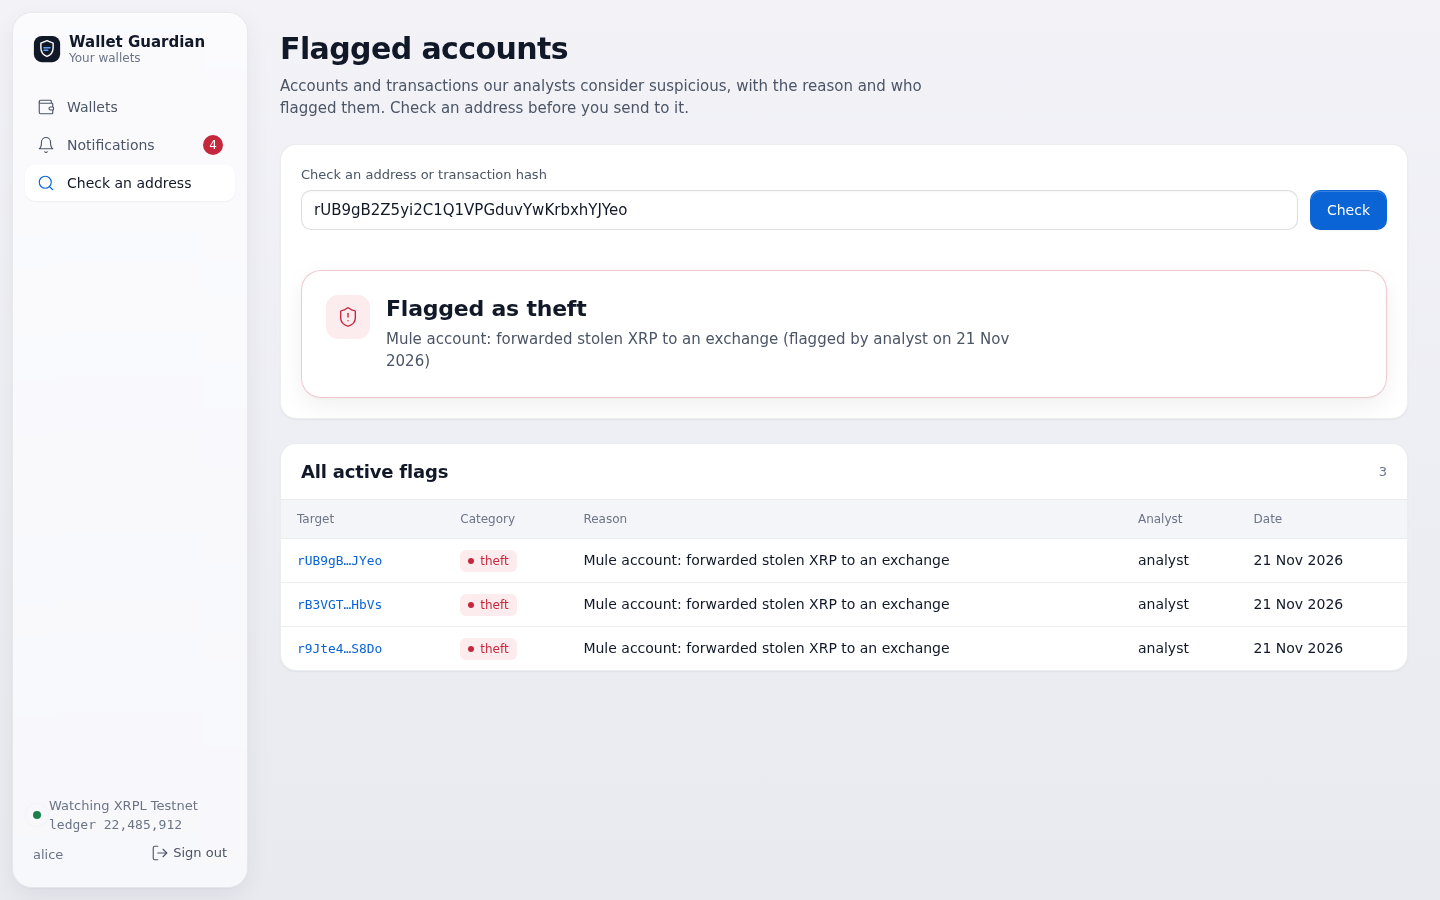 Wallet Guardian
Your wallets
Wallets
Notifications 4
Check an address
Watching XRPL Testnet
ledger 22,485,912
alice Sign out
Flagged accounts
Accounts and transactions our analysts consider suspicious, with the reason and who
flagged them. Check an address before you send to it.
Check an address or transaction hash
rUB9gB2Z5yi2C1Q1VPGduvYwKrbxhYJYeo Check
Flagged as theft
Mule account: forwarded stolen XRP to an exchange (flagged by analyst on 21 Nov
2026)
All active flags 3
Target Category Reason Analyst Date
rUB9gB…JYeo theft Mule account: forwarded stolen XRP to an exchange analyst 21 Nov 2026
rB3VGT…HbVs theft Mule account: forwarded stolen XRP to an exchange analyst 21 Nov 2026
r9Jte4…S8Do theft Mule account: forwarded stolen XRP to an exchange analyst 21 Nov 2026